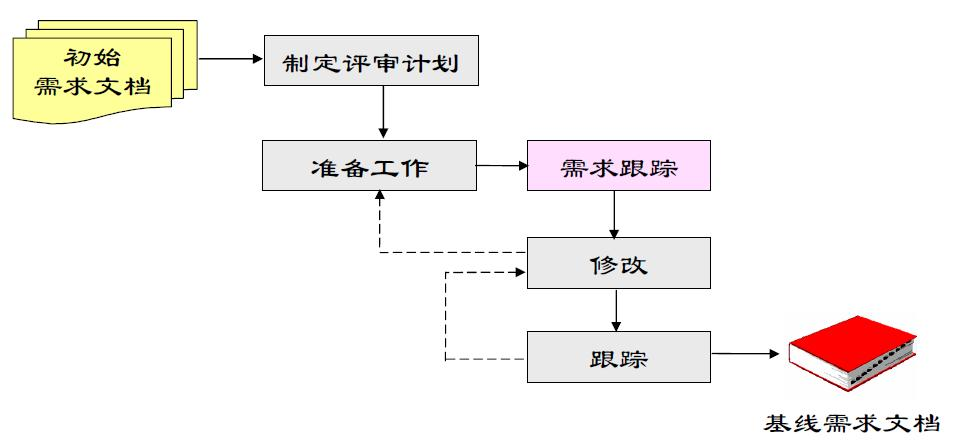 初始
需求文档
制定评审计划
准备工作
需求跟踪
修改
跟踪
基线需求文档